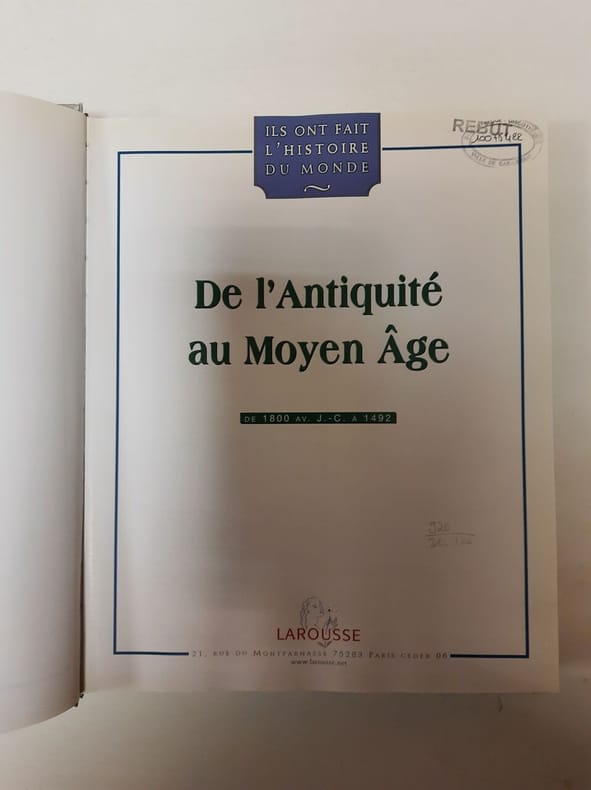 ILS ONT FAIT
L'HISTOIRE
DU MONDE
REBUT
De l'Antiquité
au Moyen Âge
DE 1800 AV. J.-C. À 1492
920
LAROUSSE
21, RUE DU MONTPARNASSE 75283 PARIS CEDEX 06
www.larousse.net